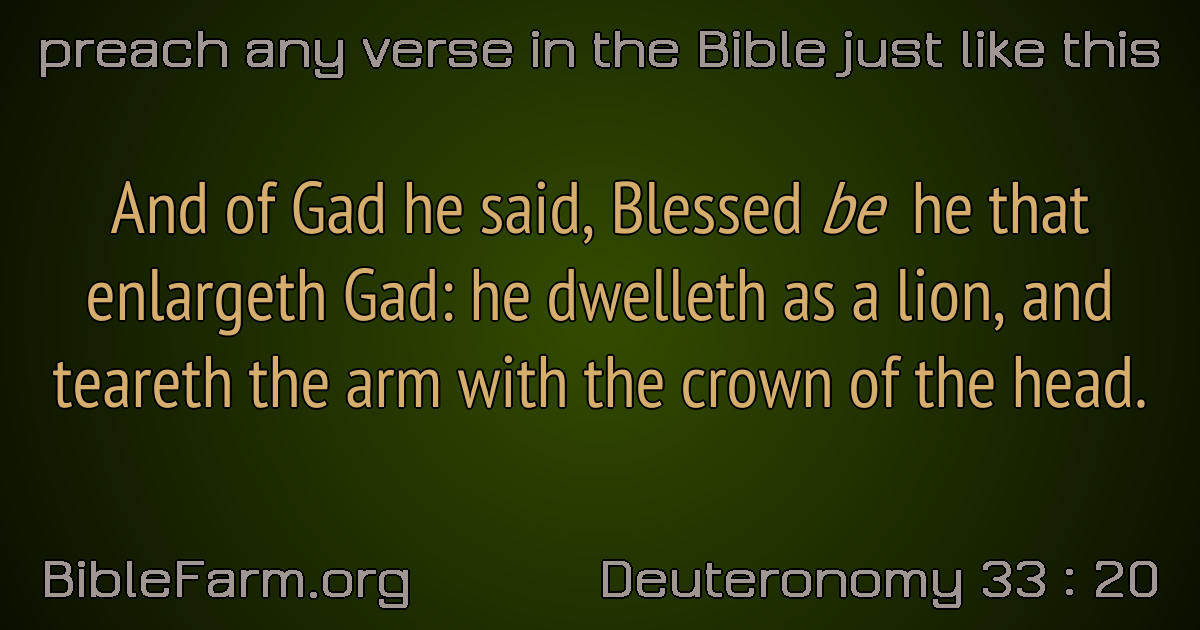 preach any verse in the Bible just like this
And of Gad he said, Blessed be he that
enlargeth Gad: he dwelleth as a lion, and
teareth the arm with the crown of the head.
BibleFarm.org
Deuteronomy 33 : 20